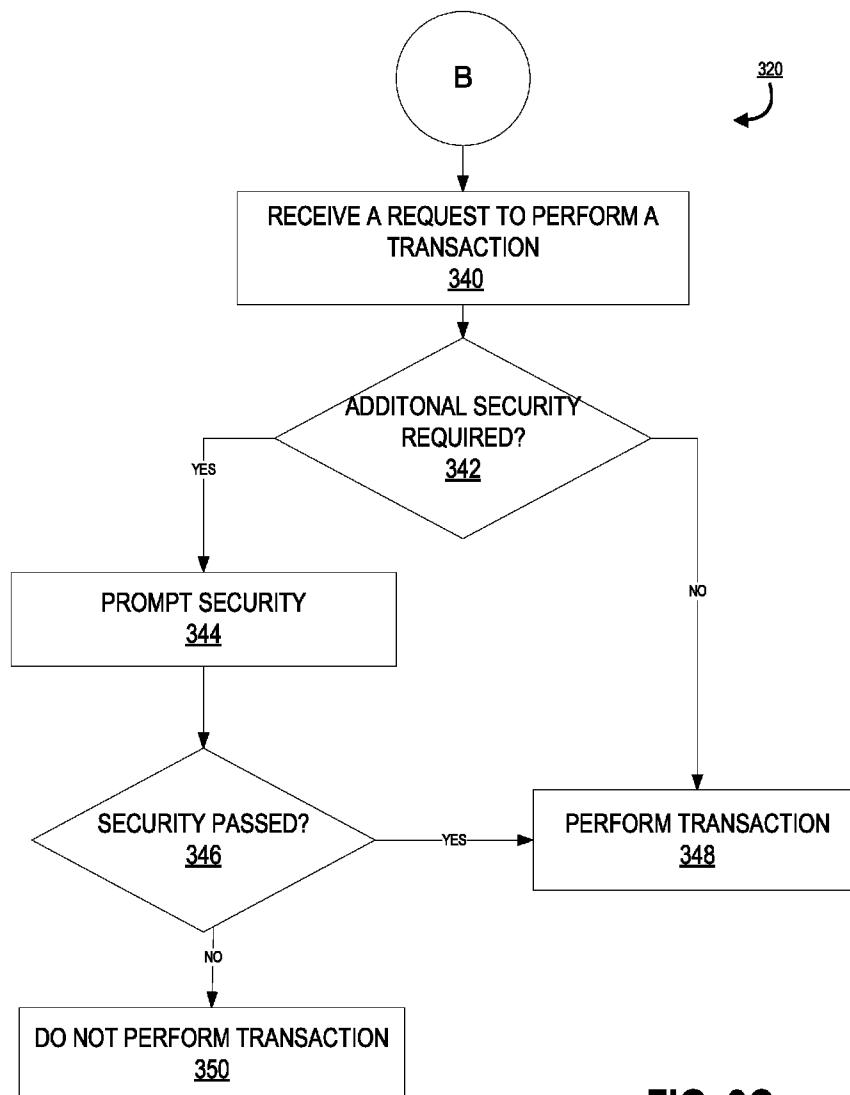 B
320
RECEIVE A REQUEST TO PERFORM A
TRANSACTION
340
ADDITONAL SECURITY
REQUIRED?
342
YES
NO
PROMPT SECURITY
344
SECURITY PASSED?
346
YES
PERFORM TRANSACTION
348
NO
DO NOT PERFORM TRANSACTION
350